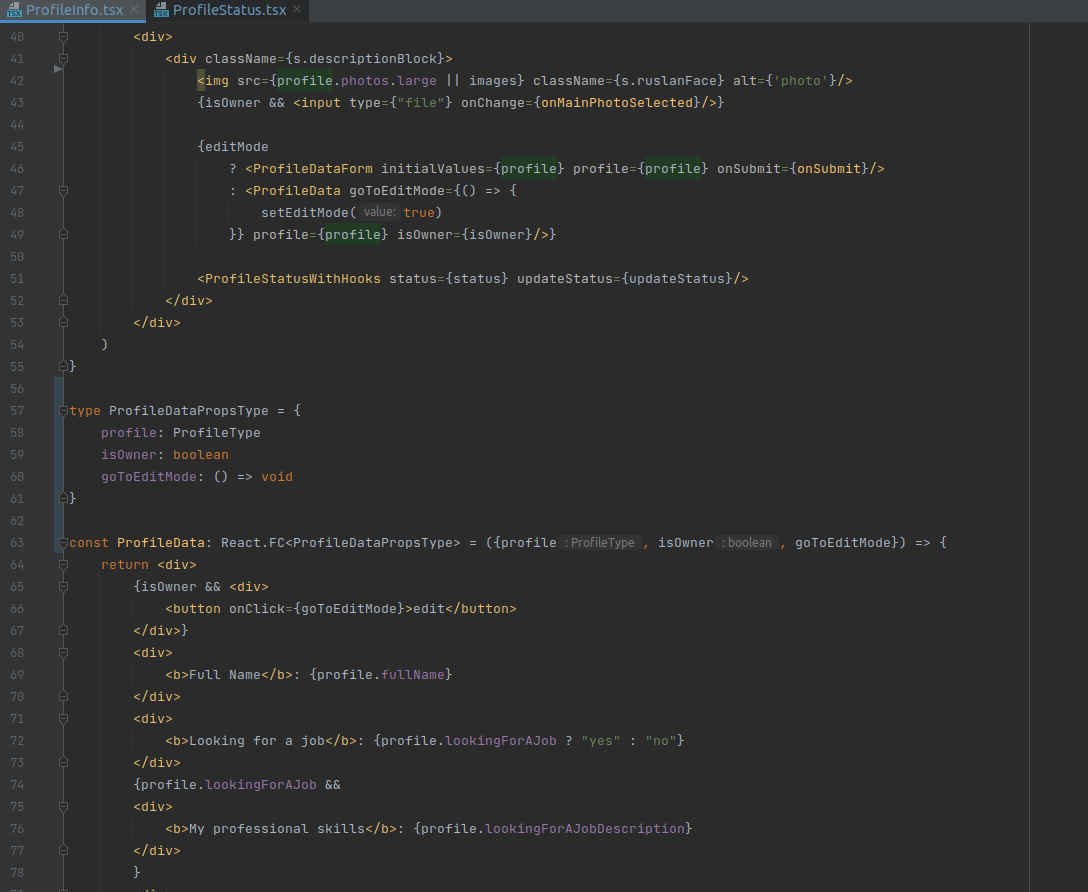 ProfileInfo.tsx × ProfileStatus.tsx ×
40 <div>
41 <div className={s.descriptionBlock}>
42 <img src={profile.photos.large || images} className={s.ruslanFace} alt={'photo'}/>
43 {isOwner && <input type={"file"} onChange={onMainPhotoSelected}/>}
44
45 {editMode
46 ? <ProfileDataForm initialValues={profile} profile={profile} onSubmit={onSubmit}/>
47 : <ProfileData goToEditMode={() => {
48 setEditMode( value: true)
49 }} profile={profile} isOwner={isOwner}/>}
50
51 <ProfileStatusWithHooks status={status} updateStatus={updateStatus}/>
52 </div>
53 </div>
54 )
55 }
56
57 type ProfileDataPropsType = {
58 profile: ProfileType
59 isOwner: boolean
60 goToEditMode: () => void
61 }
62
63 const ProfileData: React.FC<ProfileDataPropsType> = ({profile : ProfileType , isOwner : boolean , goToEditMode}) => {
64 return <div>
65 {isOwner && <div>
66 <button onClick={goToEditMode}>edit</button>
67 </div>}
68 <div>
69 <b>Full Name</b>: {profile.fullName}
70 </div>
71 <div>
72 <b>Looking for a job</b>: {profile.lookingForAJob ? "yes" : "no"}
73 </div>
74 {profile.lookingForAJob &&
75 <div>
76 <b>My professional skills</b>: {profile.lookingForAJobDescription}
77 </div>
78 }